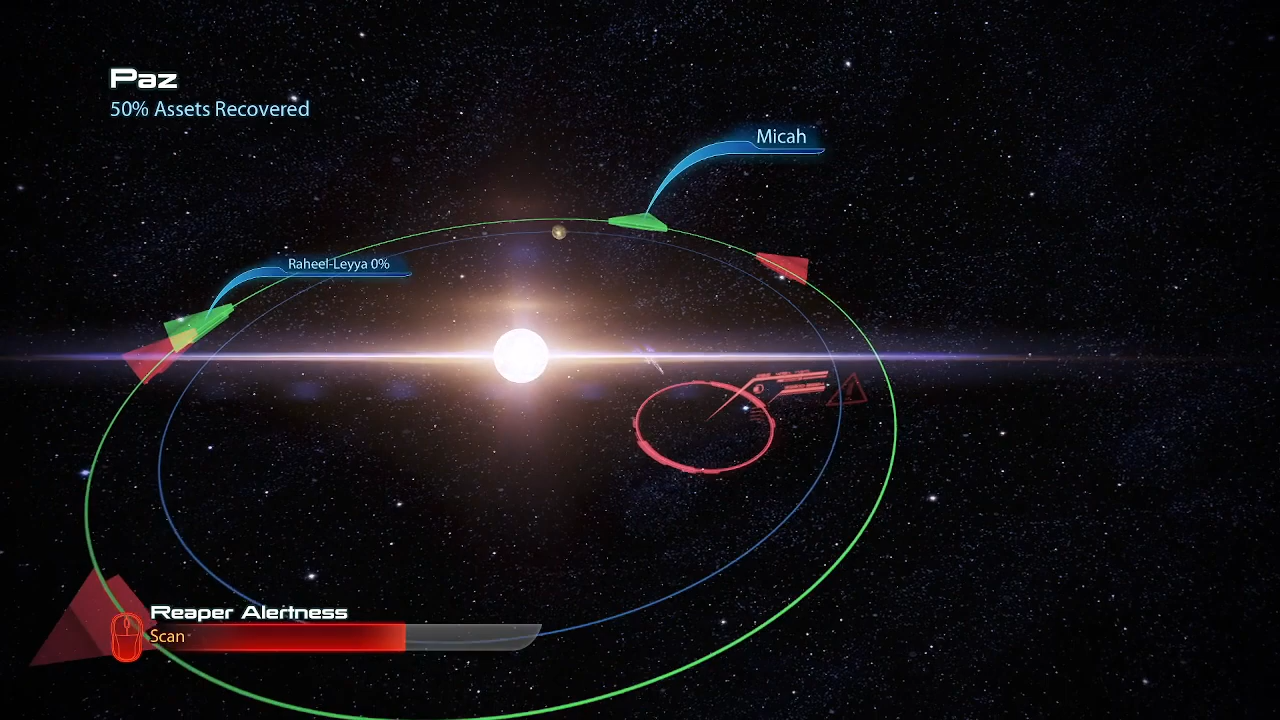 Paz
50% Assets Recovered
Micah
Raheel-Leyya 0%
Reaper Alertness
Scan